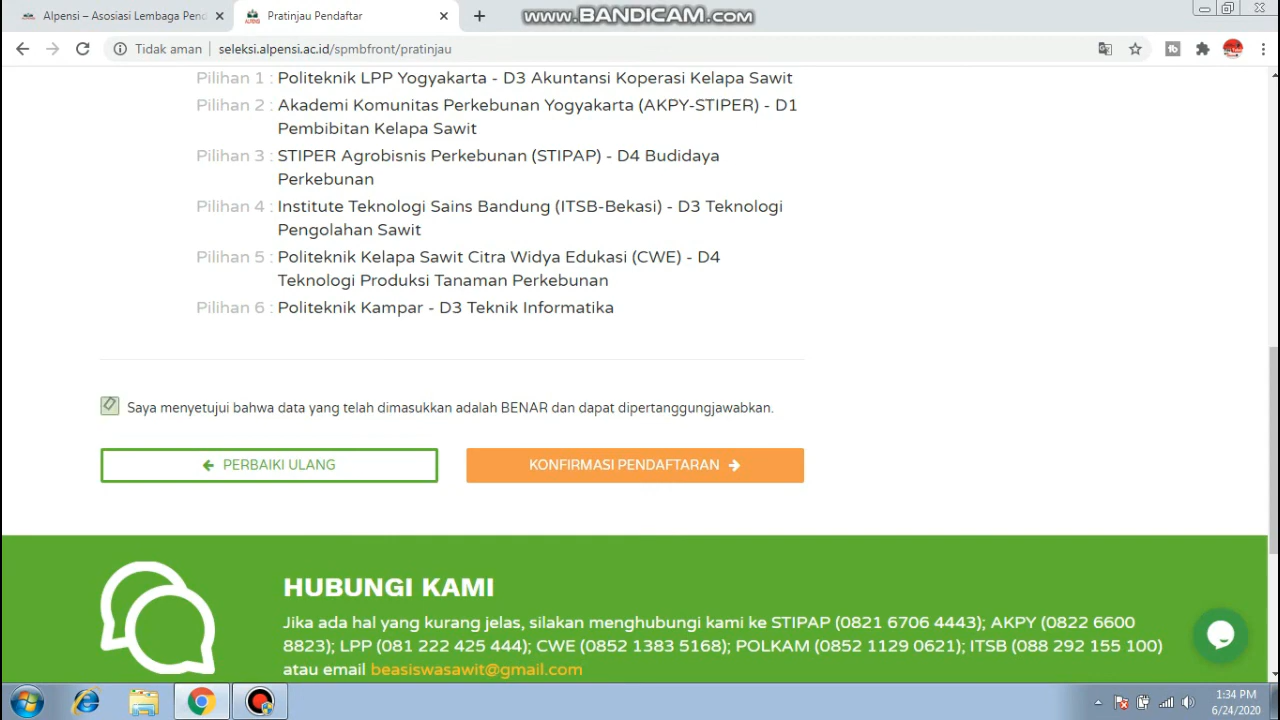 Alpensi – Asosiasi Lembaga Pend
Pratinjau Pendaftar
www.BANDICAM.com
Tidak aman
seleksi.alpensi.ac.id/spmbfront/pratinjau
Pilihan 1 : Politeknik LPP Yogyakarta - D3 Akuntansi Koperasi Kelapa Sawit
Pilihan 2 : Akademi Komunitas Perkebunan Yogyakarta (AKPY-STIPER) - D1
Pembibitan Kelapa Sawit
Pilihan 3 : STIPER Agrobisnis Perkebunan (STIPAP) - D4 Budidaya
Perkebunan
Pilihan 4 : Institute Teknologi Sains Bandung (ITSB-Bekasi) - D3 Teknologi
Pengolahan Sawit
Pilihan 5 : Politeknik Kelapa Sawit Citra Widya Edukasi (CWE) - D4
Teknologi Produksi Tanaman Perkebunan
Pilihan 6 : Politeknik Kampar - D3 Teknik Informatika
Saya menyetujui bahwa data yang telah dimasukkan adalah BENAR dan dapat dipertanggungjawabkan.
PERBAIKI ULANG
KONFIRMASI PENDAFTARAN
HUBUNGI KAMI
Jika ada hal yang kurang jelas, silakan menghubungi kami ke STIPAP (0821 6706 4443); AKPY (0822 6600
8823); LPP (081 222 425 444); CWE (0852 1383 5168); POLKAM (0852 1129 0621); ITSB (088 292 155 100)
atau email beasiswasawit@gmail.com
1:34 PM
6/24/2020